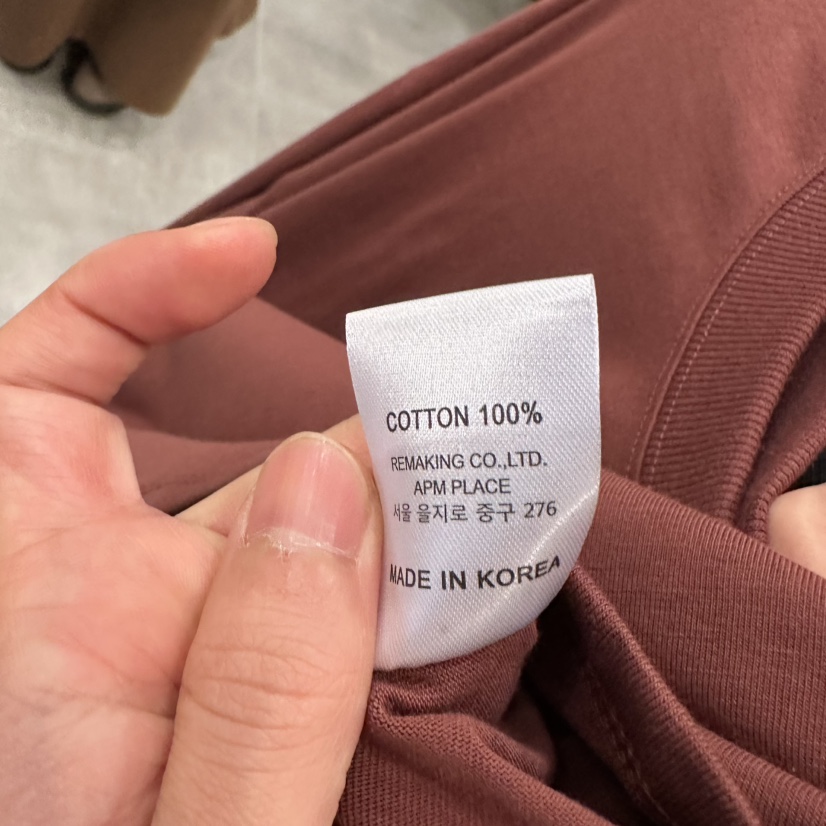 COTTON 100%
REMAKING CO.,LTD.
APM PLACE
서울 을지로 중구 276
MADE IN KOREA